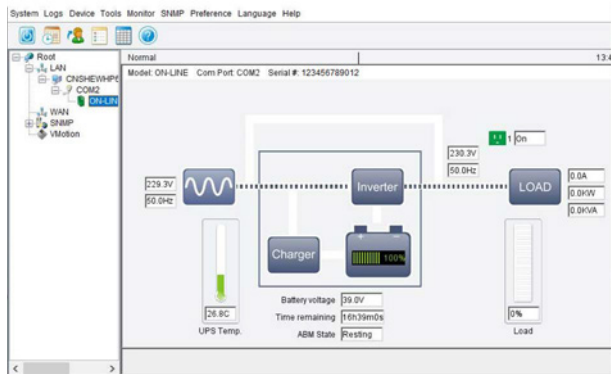 System Logs Device Tools Monitor SNMP Preference Language Help
Root
LAN
CNSHEWHP6
COM2
ON-LIN
WAN
SNMP
VMotion
Normal
13:4
Model: ON-LINE Com Port: COM2 Serial #: 123456789012
1 On
230.3V
50.0Hz
229.3V
50.0Hz
Inverter
LOAD
0.0A
0.0KW
0.0KVA
Charger
+ −
100%
26.8C
UPS Temp.
Battery voltage 39.0V
Time remaining 16h39m0s
ABM State Resting
0%
Load